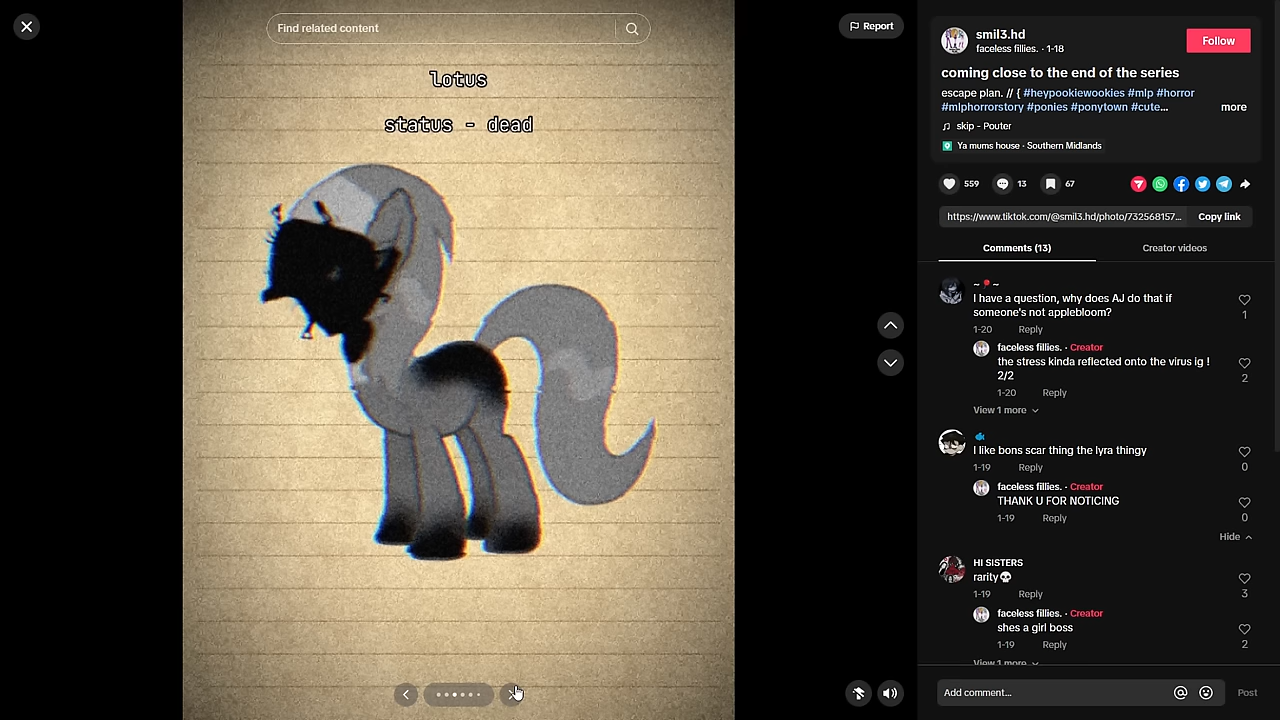 Find related content
Report
lotus
status - dead
smil3.hd
faceless fillies. · 1-18
Follow
coming close to the end of the series
escape plan. // { #heypookiewookies #mlp #horror
#mlphorrorstory #ponies #ponytown #cute...
more
skip - Pouter
Ya mums house · Southern Midlands
559
13
67
https://www.tiktok.com/@smil3.hd/photo/732568157...
Copy link
Comments (13)
Creator videos
~📍~
I have a question, why does AJ do that if
someone's not applebloom?
1
1-20 Reply
faceless fillies. · Creator
the stress kinda reflected onto the virus ig !
2/2
2
1-20 Reply
View 1 more
🐟
I like bons scar thing the lyra thingy
1-19 Reply
0
faceless fillies. · Creator
THANK U FOR NOTICING
1-19 Reply
0
Hide
HI SISTERS
rarity💀
1-19 Reply
3
faceless fillies. · Creator
shes a girl boss
1-19 Reply
2
View 1 more
Add comment...
Post